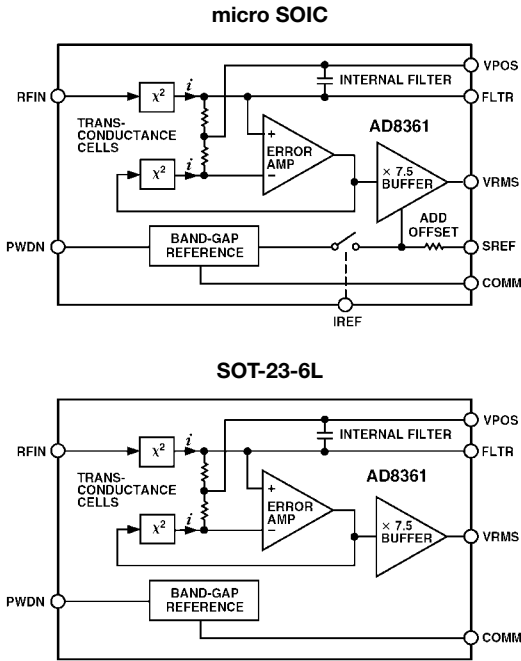 micro SOIC
VPOS
INTERNAL FILTER
RFIN
χ²
i
FLTR
TRANS-
CONDUCTANCE
CELLS
AD8361
+
ERROR
AMP
–
χ²
i
× 7.5
BUFFER
VRMS
ADD
OFFSET
PWDN
BAND-GAP
REFERENCE
SREF
COMM
IREF
SOT-23-6L
VPOS
INTERNAL FILTER
RFIN
χ²
i
FLTR
TRANS-
CONDUCTANCE
CELLS
AD8361
+
ERROR
AMP
–
χ²
i
× 7.5
BUFFER
VRMS
PWDN
BAND-GAP
REFERENCE
COMM